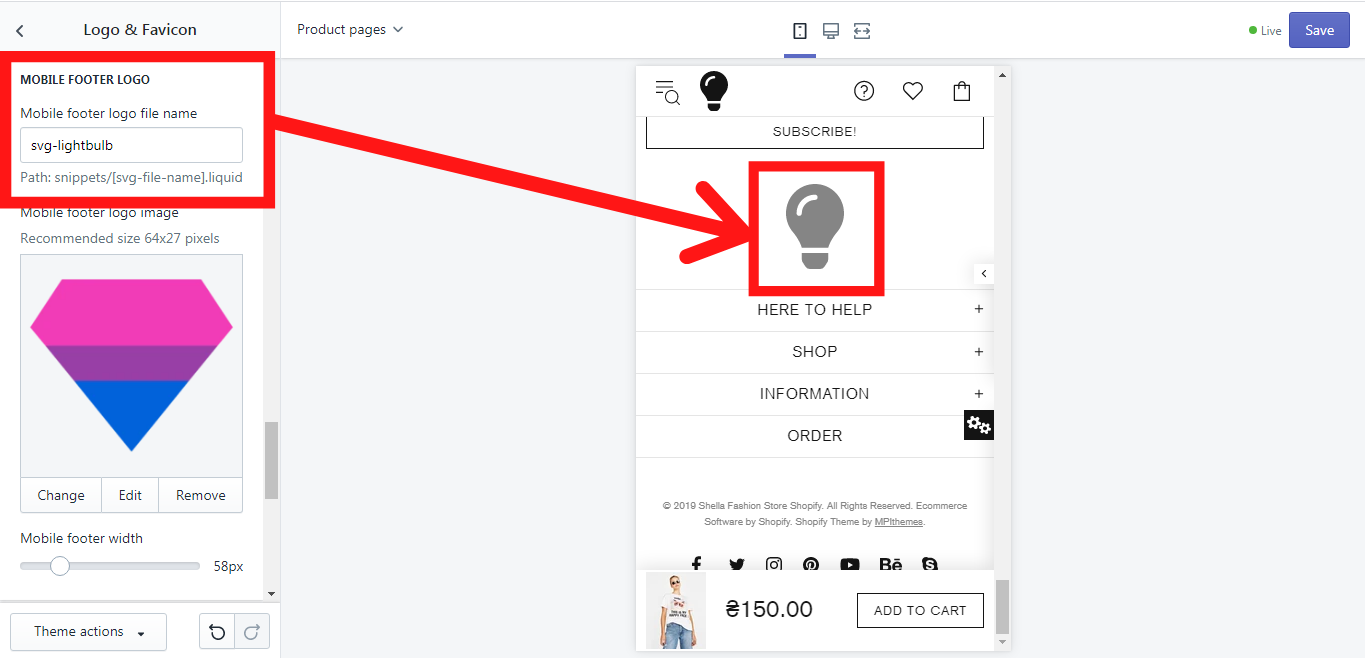 Logo & Favicon
Product pages
Live
Save
MOBILE FOOTER LOGO
Mobile footer logo file name
svg-lightbulb
Path: snippets/[svg-file-name].liquid
Mobile footer logo image
Recommended size 64x27 pixels
Change
Edit
Remove
Mobile footer width
58px
Theme actions
SUBSCRIBE!
HERE TO HELP
+
SHOP
+
INFORMATION
+
ORDER
© 2019 Shella Fashion Store Shopify. All Rights Reserved. Ecommerce
Software by Shopify. Shopify Theme by MPIthemes.
Bē
₴150.00
ADD TO CART